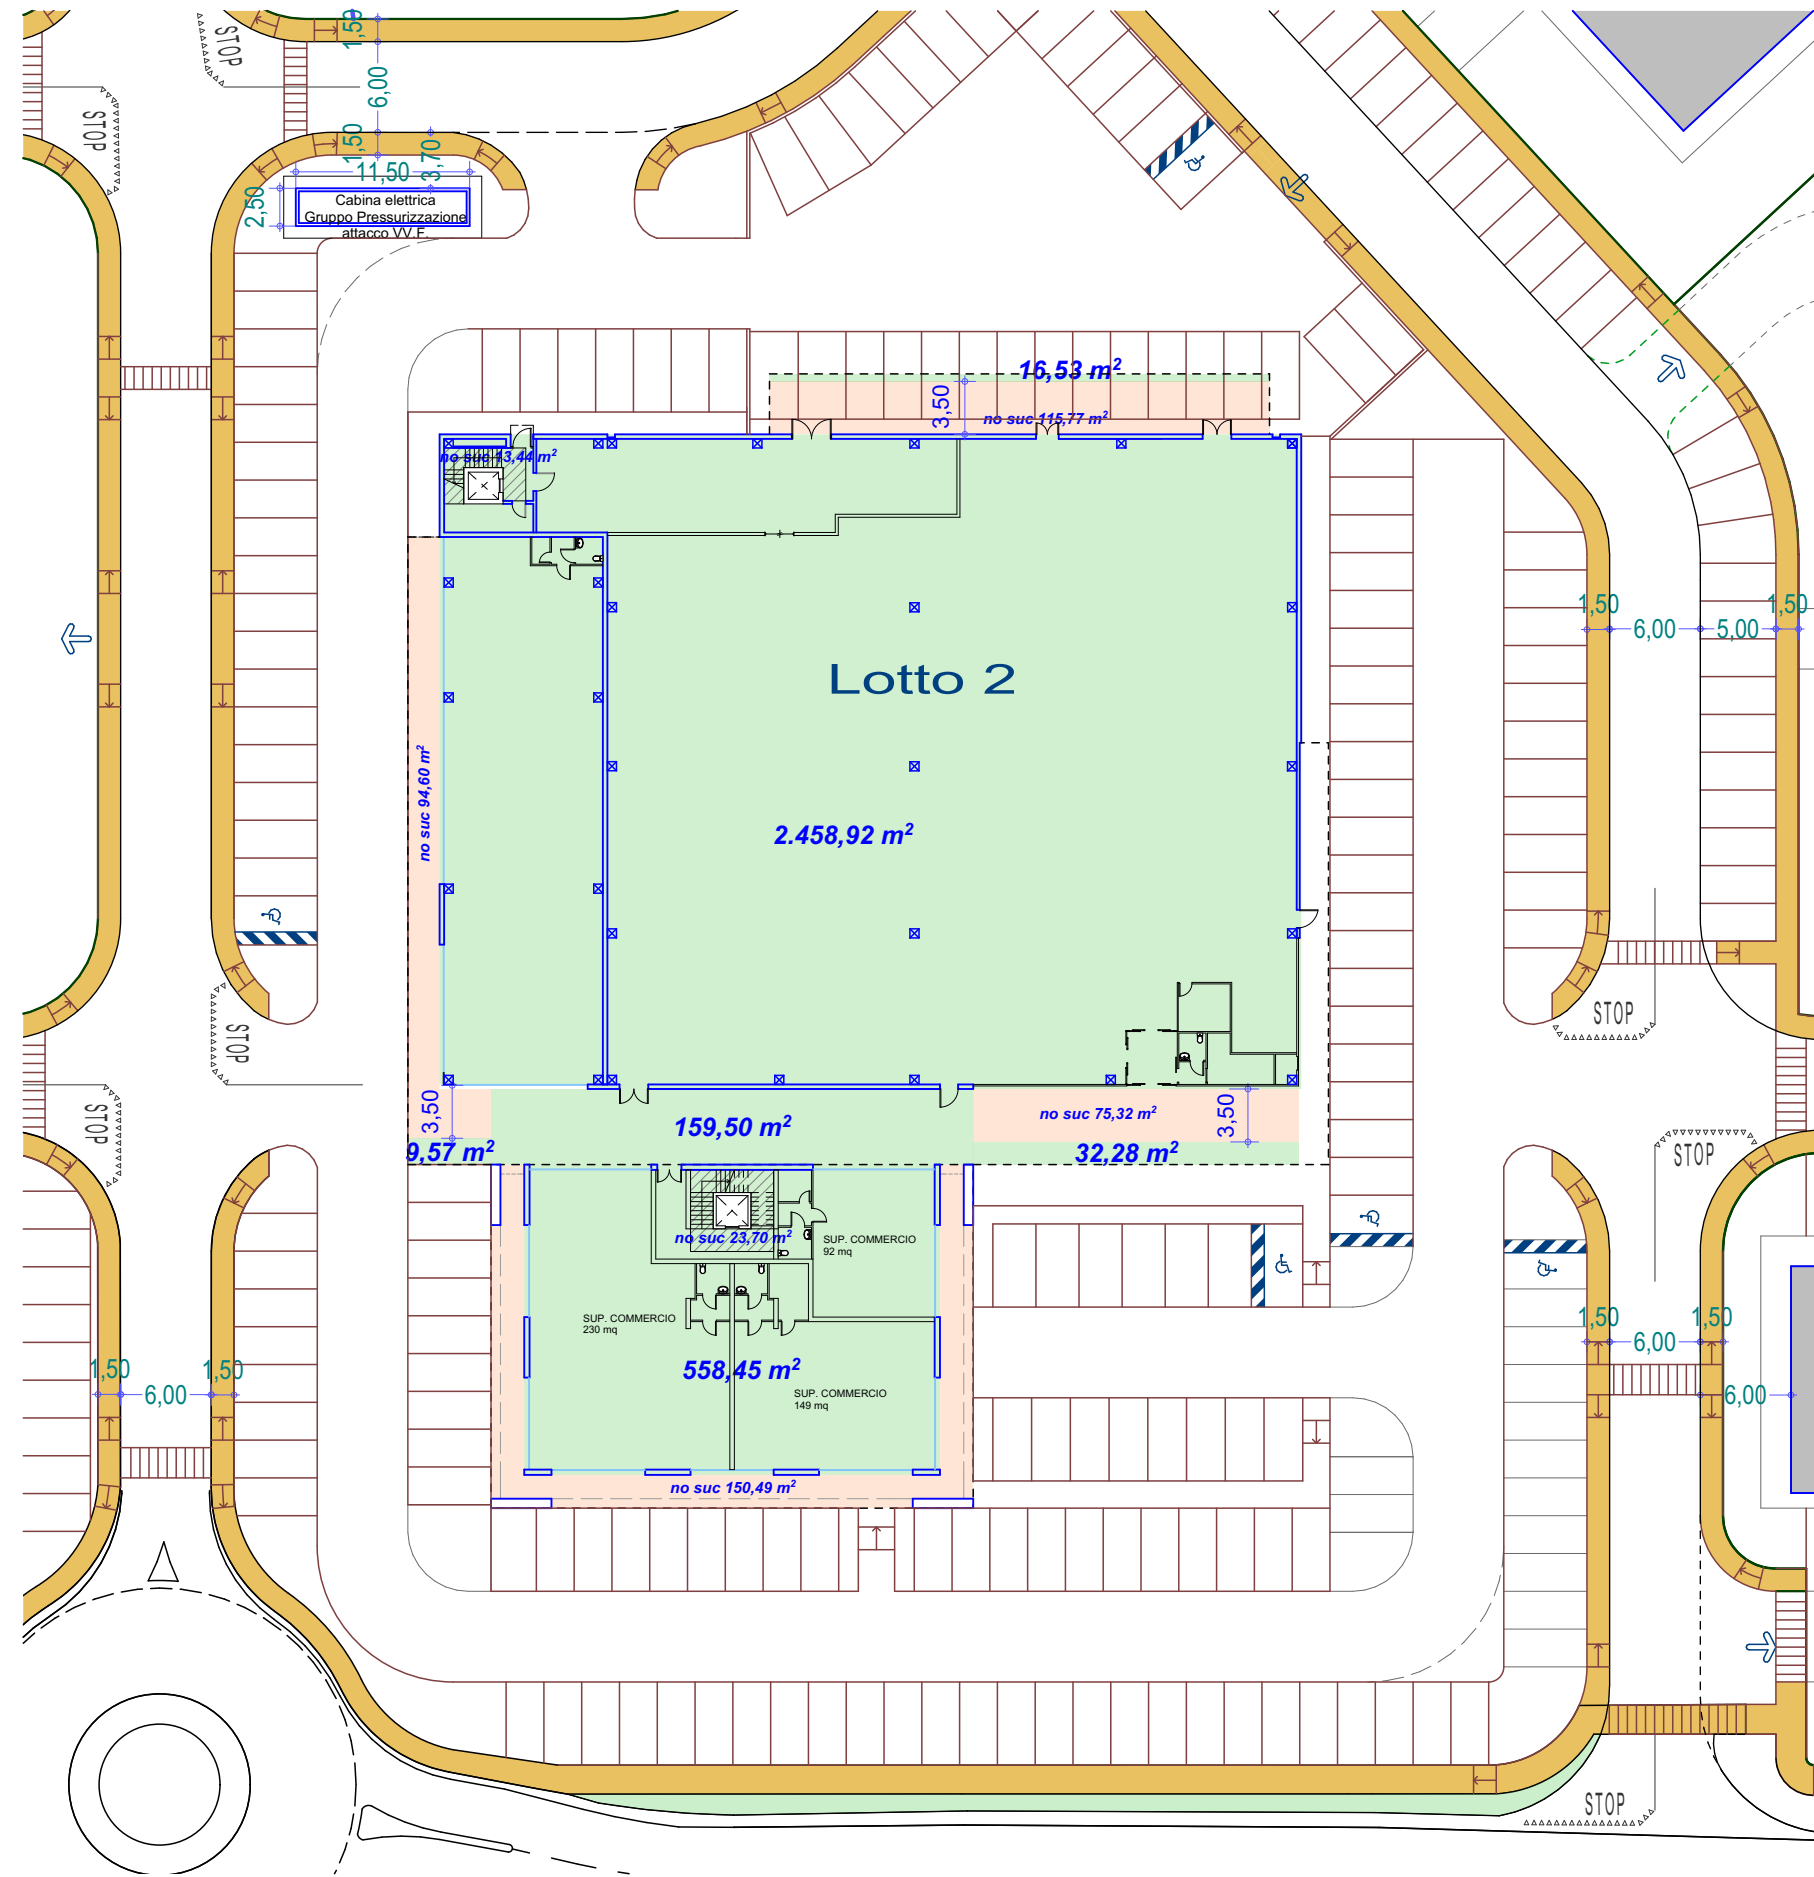 STOP
1,50
6,00
STOP
1,50
3,70
11,50
2,50
Cabina elettrica
Gruppo Pressurizzazione
attacco VV.F.
16,53 m²
3,50
no suc 115,77 m²
no suc 13,44 m²
1,50
6,00
5,00
1,50
Lotto 2
no suc 94,60 m²
2.458,92 m²
STOP
STOP
STOP
3,50
159,50 m²
no suc 75,32 m²
3,50
STOP
9,57 m²
32,28 m²
no suc 23,70 m²
SUP. COMMERCIO
92 mq
SUP. COMMERCIO
230 mq
1,50
6,00
1,50
558,45 m²
1,50
6,00
1,50
SUP. COMMERCIO
149 mq
6,00
no suc 150,49 m²
STOP